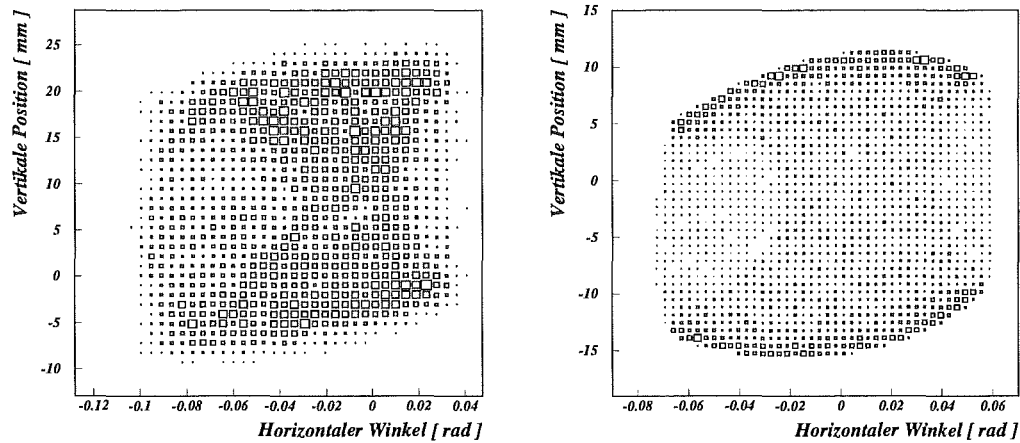 Vertikale Position [ mm ]
25
20
15
10
5
0
-5
-10
-0.12 -0.1 -0.08 -0.06 -0.04 -0.02 0 0.02 0.04
Horizontaler Winkel [ rad ]
Vertikale Position [ mm ]
15
10
5
0
-5
-10
-15
-0.08 -0.06 -0.04 -0.02 0 0.02 0.04 0.06
Horizontaler Winkel [ rad ]